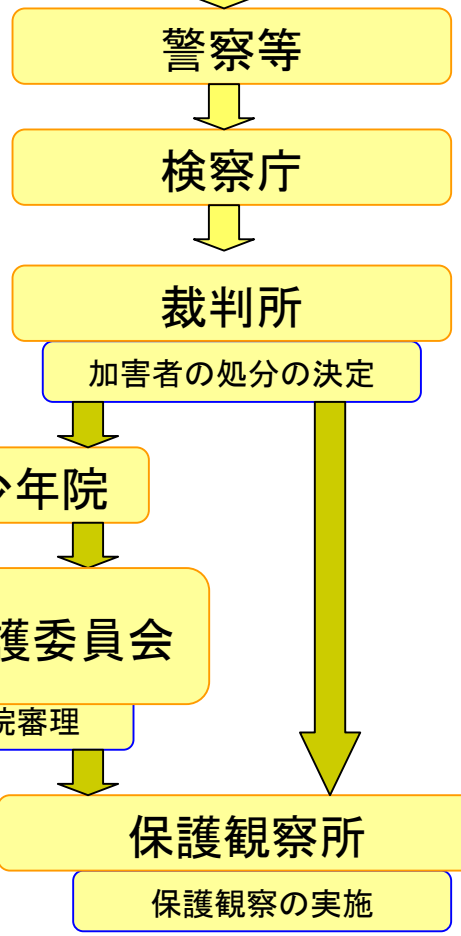 警察等
検察庁
裁判所
加害者の処分の決定
少年院
護委員会
院審理
保護観察所
保護観察の実施